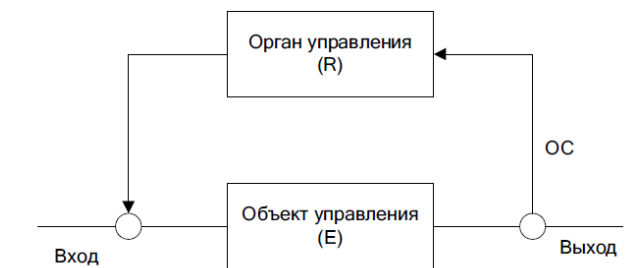 Орган управления
(R)
ОС
Объект управления
(E)
Вход
Выход